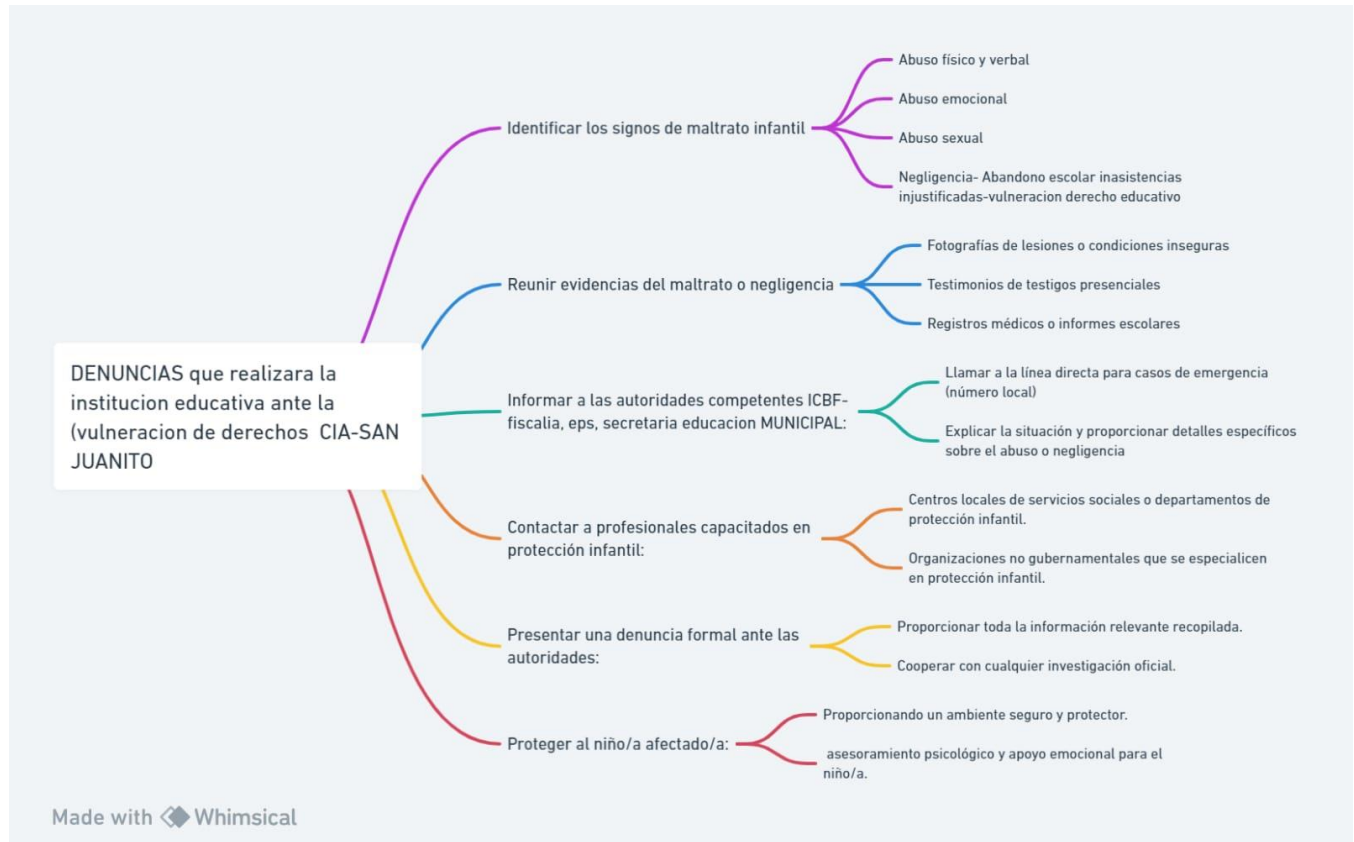 DENUNCIAS que realizara la
institucion educativa ante la
(vulneracion de derechos  CIA-SAN
JUANITO
Identificar los signos de maltrato infantil
Abuso físico y verbal
Abuso emocional
Abuso sexual
Negligencia- Abandono escolar inasistencias
injustificadas-vulneracion derecho educativo
Reunir evidencias del maltrato o negligencia
Fotografías de lesiones o condiciones inseguras
Testimonios de testigos presenciales
Registros médicos o informes escolares
Informar a las autoridades competentes ICBF-
fiscalia, eps, secretaria educacion MUNICIPAL:
Llamar a la línea directa para casos de emergencia
(número local)
Explicar la situación y proporcionar detalles específicos
sobre el abuso o negligencia
Contactar a profesionales capacitados en
protección infantil:
Centros locales de servicios sociales o departamentos de
protección infantil.
Organizaciones no gubernamentales que se especialicen
en protección infantil.
Presentar una denuncia formal ante las
autoridades:
Proporcionar toda la información relevante recopilada.
Cooperar con cualquier investigación oficial.
Proteger al niño/a afectado/a:
Proporcionando un ambiente seguro y protector.
asesoramiento psicológico y apoyo emocional para el
niño/a.
Made with Whimsical